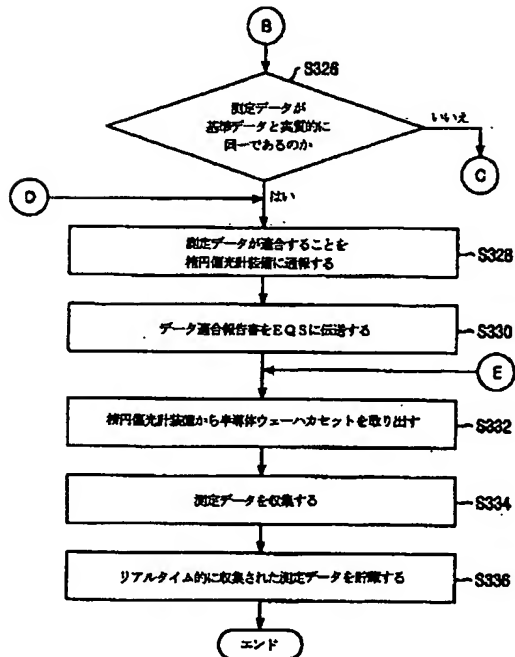 B
S326
測定データが
基準データと実質的に
同一であるのか
いいえ
C
D
はい
測定データが適合することを
楕円偏光計装置に通報する
S328
データ適合報告書をEQSに伝送する
S330
E
楕円偏光計装置から半導体ウェーハカセットを取り出す
S332
測定データを収集する
S334
リアルタイム的に収集された測定データを貯蔵する
S336
エンド